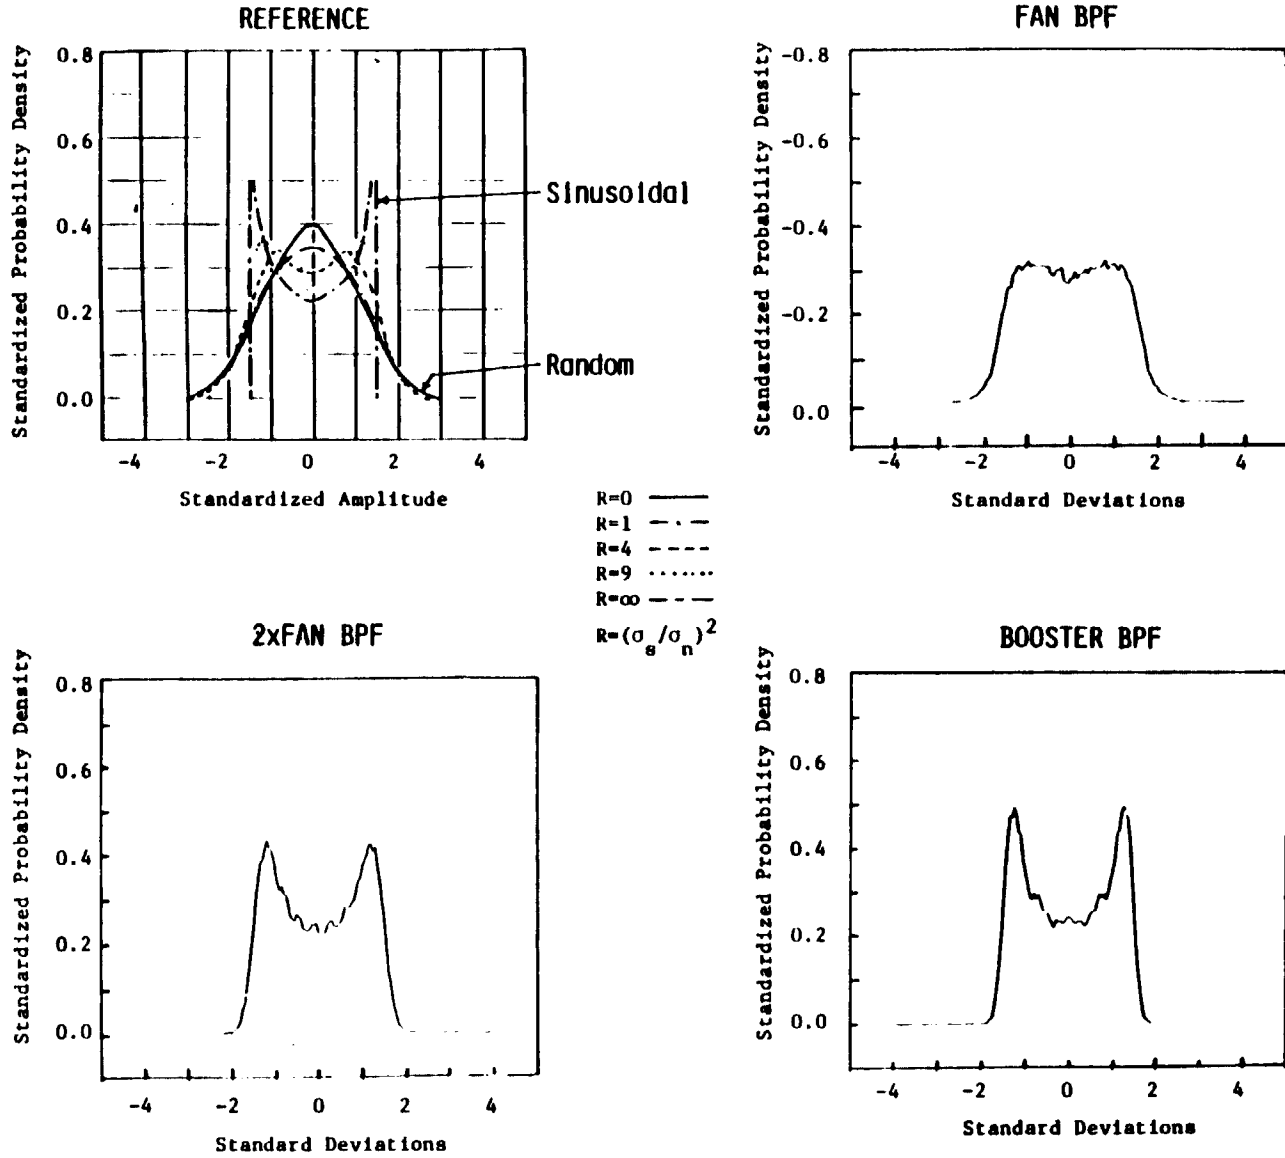 REFERENCE
Standardized Probability Density
0.8
0.6
0.4
0.2
0.0
-4 -2 0 2 4
Standardized Amplitude
Sinusoidal
Random
FAN BPF
Standardized Probability Density
-0.8
-0.6
-0.4
-0.2
0.0
-4 -2 0 2 4
Standard Deviations
R=0
R=1
R=4
R=9
R=∞
R=(σs/σn)2
2xFAN BPF
Standardized Probability Density
0.8
0.6
0.4
0.2
0.0
-4 -2 0 2 4
Standard Deviations
BOOSTER BPF
Standardized Probability Density
0.8
0.6
0.4
0.2
0.0
-4 -2 0 2 4
Standard Deviations